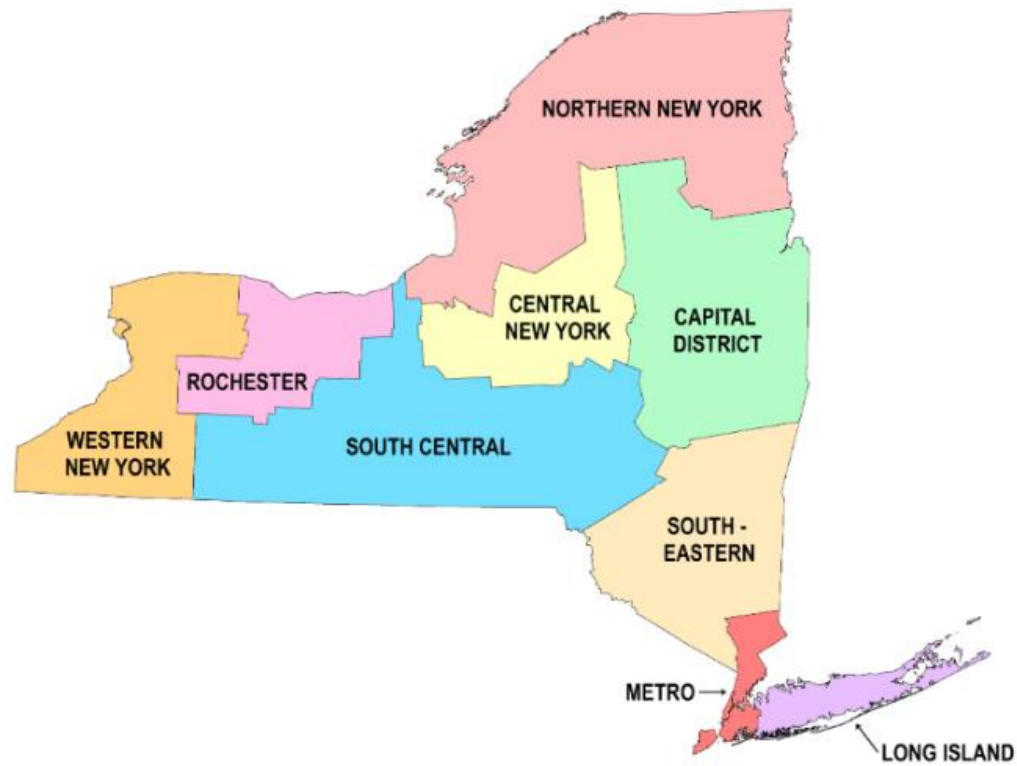 NORTHERN NEW YORK
CENTRAL
NEW YORK
CAPITAL
DISTRICT
ROCHESTER
WESTERN
NEW YORK
SOUTH CENTRAL
SOUTH -
EASTERN
METRO
LONG ISLAND